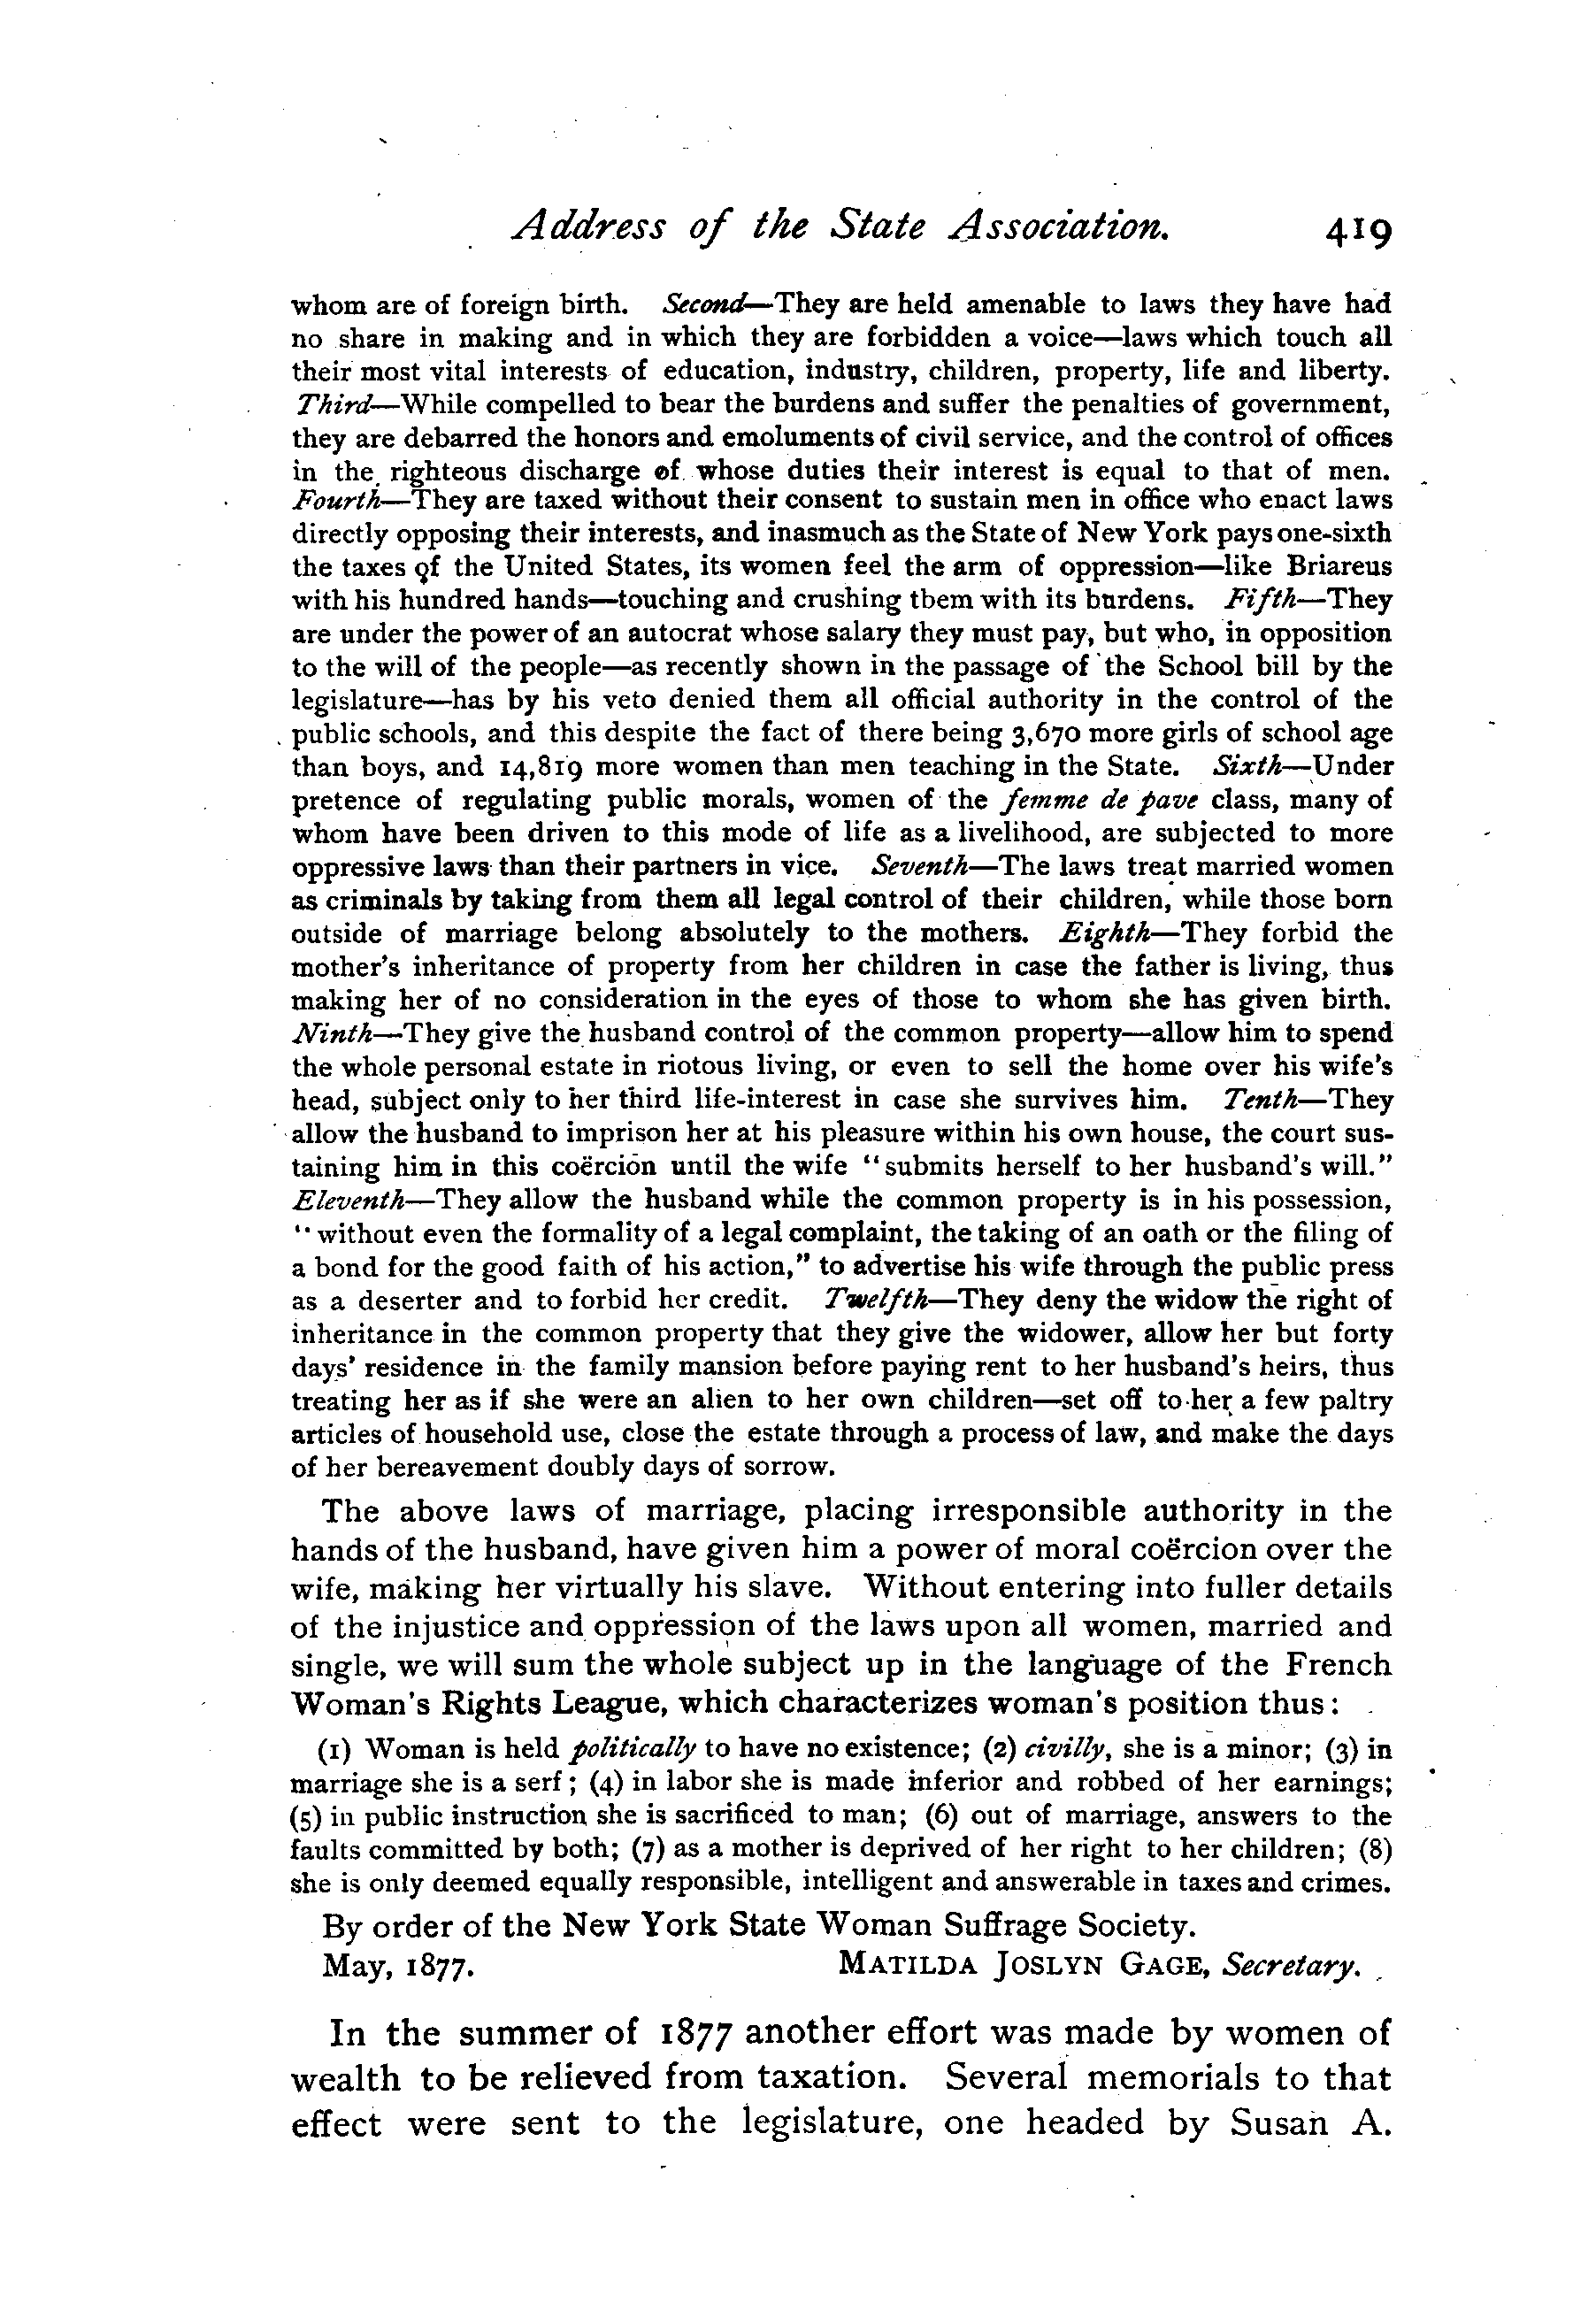 Address of the State Association. 419
whom are of foreign birth. Second—They are held amenable to laws they have had
no share in making and in which they are forbidden a voice—laws which touch all
their most vital interests of education, industry, children, property, life and liberty.
Third—While compelled to bear the burdens and suffer the penalties of government,
they are debarred the honors and emoluments of civil service, and the control of offices
in the righteous discharge of whose duties their interest is equal to that of men.
Fourth—They are taxed without their consent to sustain men in office who enact laws
directly opposing their interests, and inasmuch as the State of New York pays one-sixth
the taxes of the United States, its women feel the arm of oppression—like Briareus
with his hundred hands—touching and crushing tbem with its burdens. Fifth—They
are under the power of an autocrat whose salary they must pay, but who, in opposition
to the will of the people—as recently shown in the passage of the School bill by the
legislature—has by his veto denied them all official authority in the control of the
public schools, and this despite the fact of there being 3,670 more girls of school age
than boys, and 14,819 more women than men teaching in the State. Sixth—Under
pretence of regulating public morals, women of the femme de pave class, many of
whom have been driven to this mode of life as a livelihood, are subjected to more
oppressive laws than their partners in vice. Seventh—The laws treat married women
as criminals by taking from them all legal control of their children, while those born
outside of marriage belong absolutely to the mothers. Eighth—They forbid the
mother's inheritance of property from her children in case the father is living, thus
making her of no consideration in the eyes of those to whom she has given birth.
Ninth—They give the husband control of the common property—allow him to spend
the whole personal estate in riotous living, or even to sell the home over his wife's
head, subject only to her third life-interest in case she survives him. Tenth—They
allow the husband to imprison her at his pleasure within his own house, the court sus-
taining him in this coërcion until the wife "submits herself to her husband's will."
Eleventh—They allow the husband while the common property is in his possession,
"without even the formality of a legal complaint, the taking of an oath or the filing of
a bond for the good faith of his action," to advertise his wife through the public press
as a deserter and to forbid her credit. Twelfth—They deny the widow the right of
inheritance in the common property that they give the widower, allow her but forty
days' residence in the family mansion before paying rent to her husband's heirs, thus
treating her as if she were an alien to her own children—set off to her a few paltry
articles of household use, close the estate through a process of law, and make the days
of her bereavement doubly days of sorrow.
The above laws of marriage, placing irresponsible authority in the
hands of the husband, have given him a power of moral coërcion over the
wife, making her virtually his slave. Without entering into fuller details
of the injustice and oppression of the laws upon all women, married and
single, we will sum the whole subject up in the language of the French
Woman's Rights League, which characterizes woman's position thus:
(1) Woman is held politically to have no existence; (2) civilly, she is a minor; (3) in
marriage she is a serf; (4) in labor she is made inferior and robbed of her earnings;
(5) in public instruction she is sacrificed to man; (6) out of marriage, answers to the
faults committed by both; (7) as a mother is deprived of her right to her children; (8)
she is only deemed equally responsible, intelligent and answerable in taxes and crimes.
By order of the New York State Woman Suffrage Society.
May, 1877. MATILDA JOSLYN GAGE, Secretary.
In the summer of 1877 another effort was made by women of
wealth to be relieved from taxation. Several memorials to that
effect were sent to the legislature, one headed by Susan A.